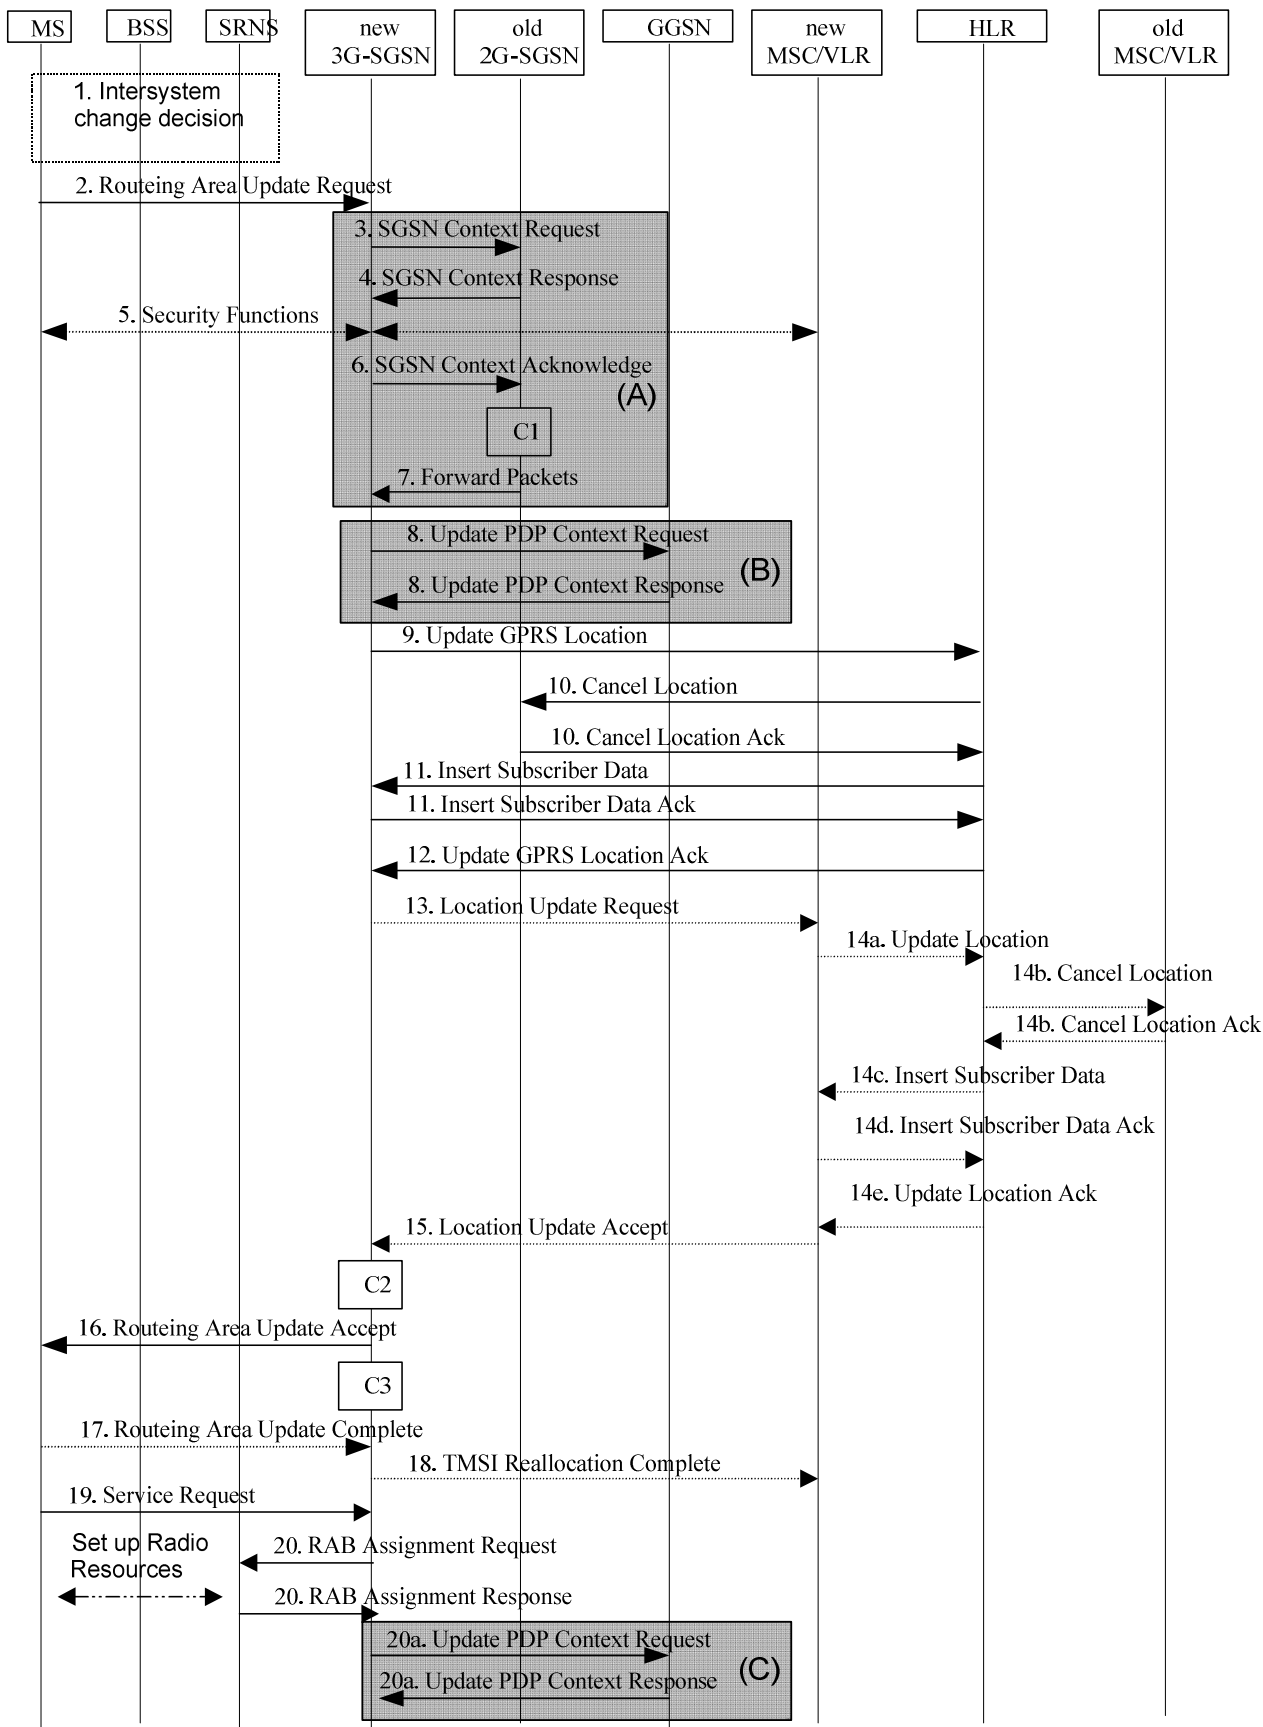 MS
BSS
SRNS
new
3G-SGSN
old
2G-SGSN
GGSN
new
MSC/VLR
HLR
old
MSC/VLR
1. Intersystem
change decision
2. Routeing Area Update Request
3. SGSN Context Request
4. SGSN Context Response
5. Security Functions
6. SGSN Context Acknowledge
(A)
C1
7. Forward Packets
8. Update PDP Context Request
(B)
8. Update PDP Context Response
9. Update GPRS Location
10. Cancel Location
10. Cancel Location Ack
11. Insert Subscriber Data
11. Insert Subscriber Data Ack
12. Update GPRS Location Ack
13. Location Update Request
14a. Update Location
14b. Cancel Location
14b. Cancel Location Ack
14c. Insert Subscriber Data
14d. Insert Subscriber Data Ack
14e. Update Location Ack
15. Location Update Accept
C2
16. Routeing Area Update Accept
C3
17. Routeing Area Update Complete
18. TMSI Reallocation Complete
19. Service Request
Set up Radio
Resources
20. RAB Assignment Request
20. RAB Assignment Response
20a. Update PDP Context Request
(C)
20a. Update PDP Context Response